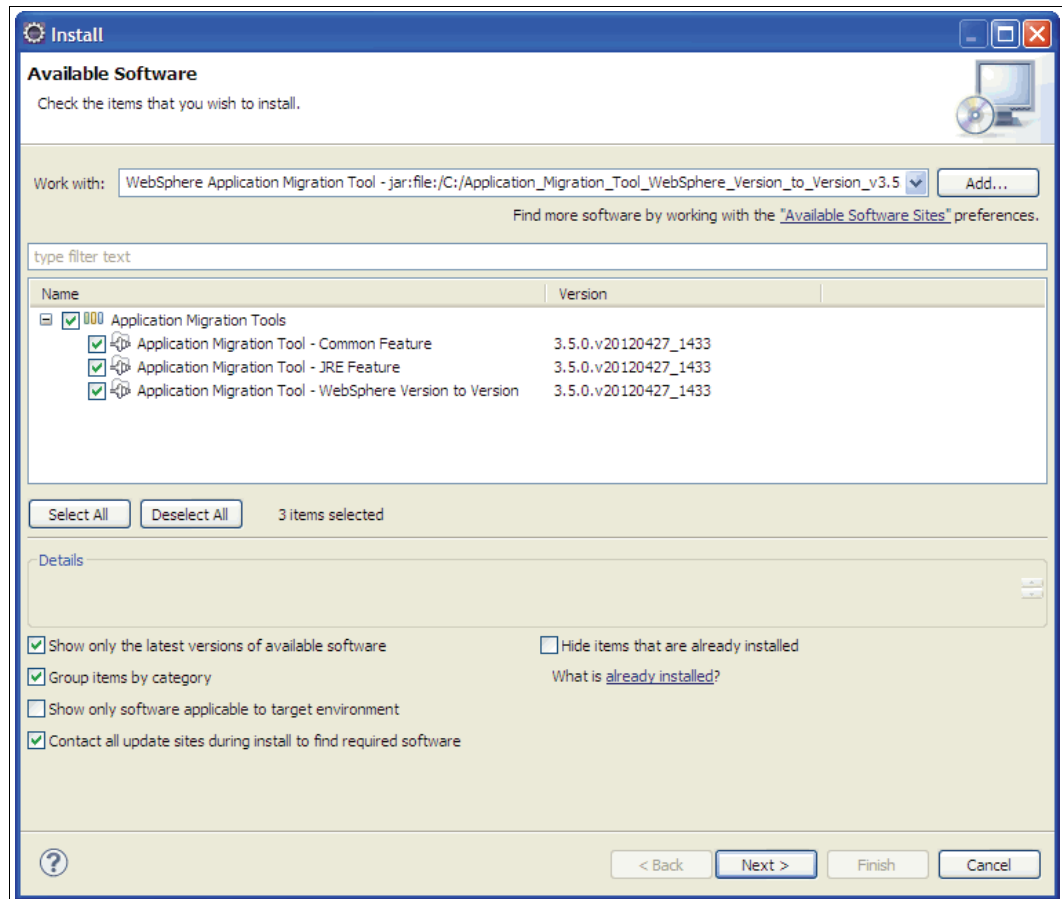 Install
Available Software
Check the items that you wish to install.
Work with: WebSphere Application Migration Tool - jar:file:/C:/Application_Migration_Tool_WebSphere_Version_to_Version_v3.5 Add...
Find more software by working with the "Available Software Sites" preferences.
type filter text
Name Version
Application Migration Tools
Application Migration Tool - Common Feature 3.5.0.v20120427_1433
Application Migration Tool - JRE Feature 3.5.0.v20120427_1433
Application Migration Tool - WebSphere Version to Version 3.5.0.v20120427_1433
Select All Deselect All 3 items selected
Details
Show only the latest versions of available software Hide items that are already installed
Group items by category What is already installed?
Show only software applicable to target environment
Contact all update sites during install to find required software
? < Back Next > Finish Cancel